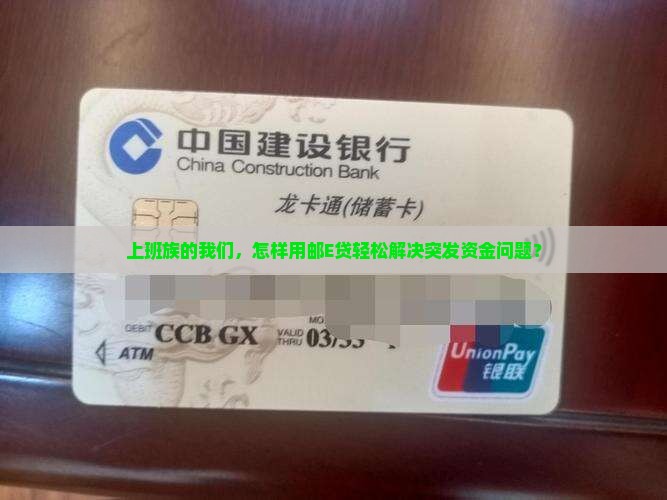 中国建设银行
China Construction Bank
龙卡通(储蓄卡)
上班族的我们，怎样用邮E贷轻松解决突发资金问题？
DEBIT CCB GX
MO
VALID THRU 03/33
ATM
UnionPay
银联